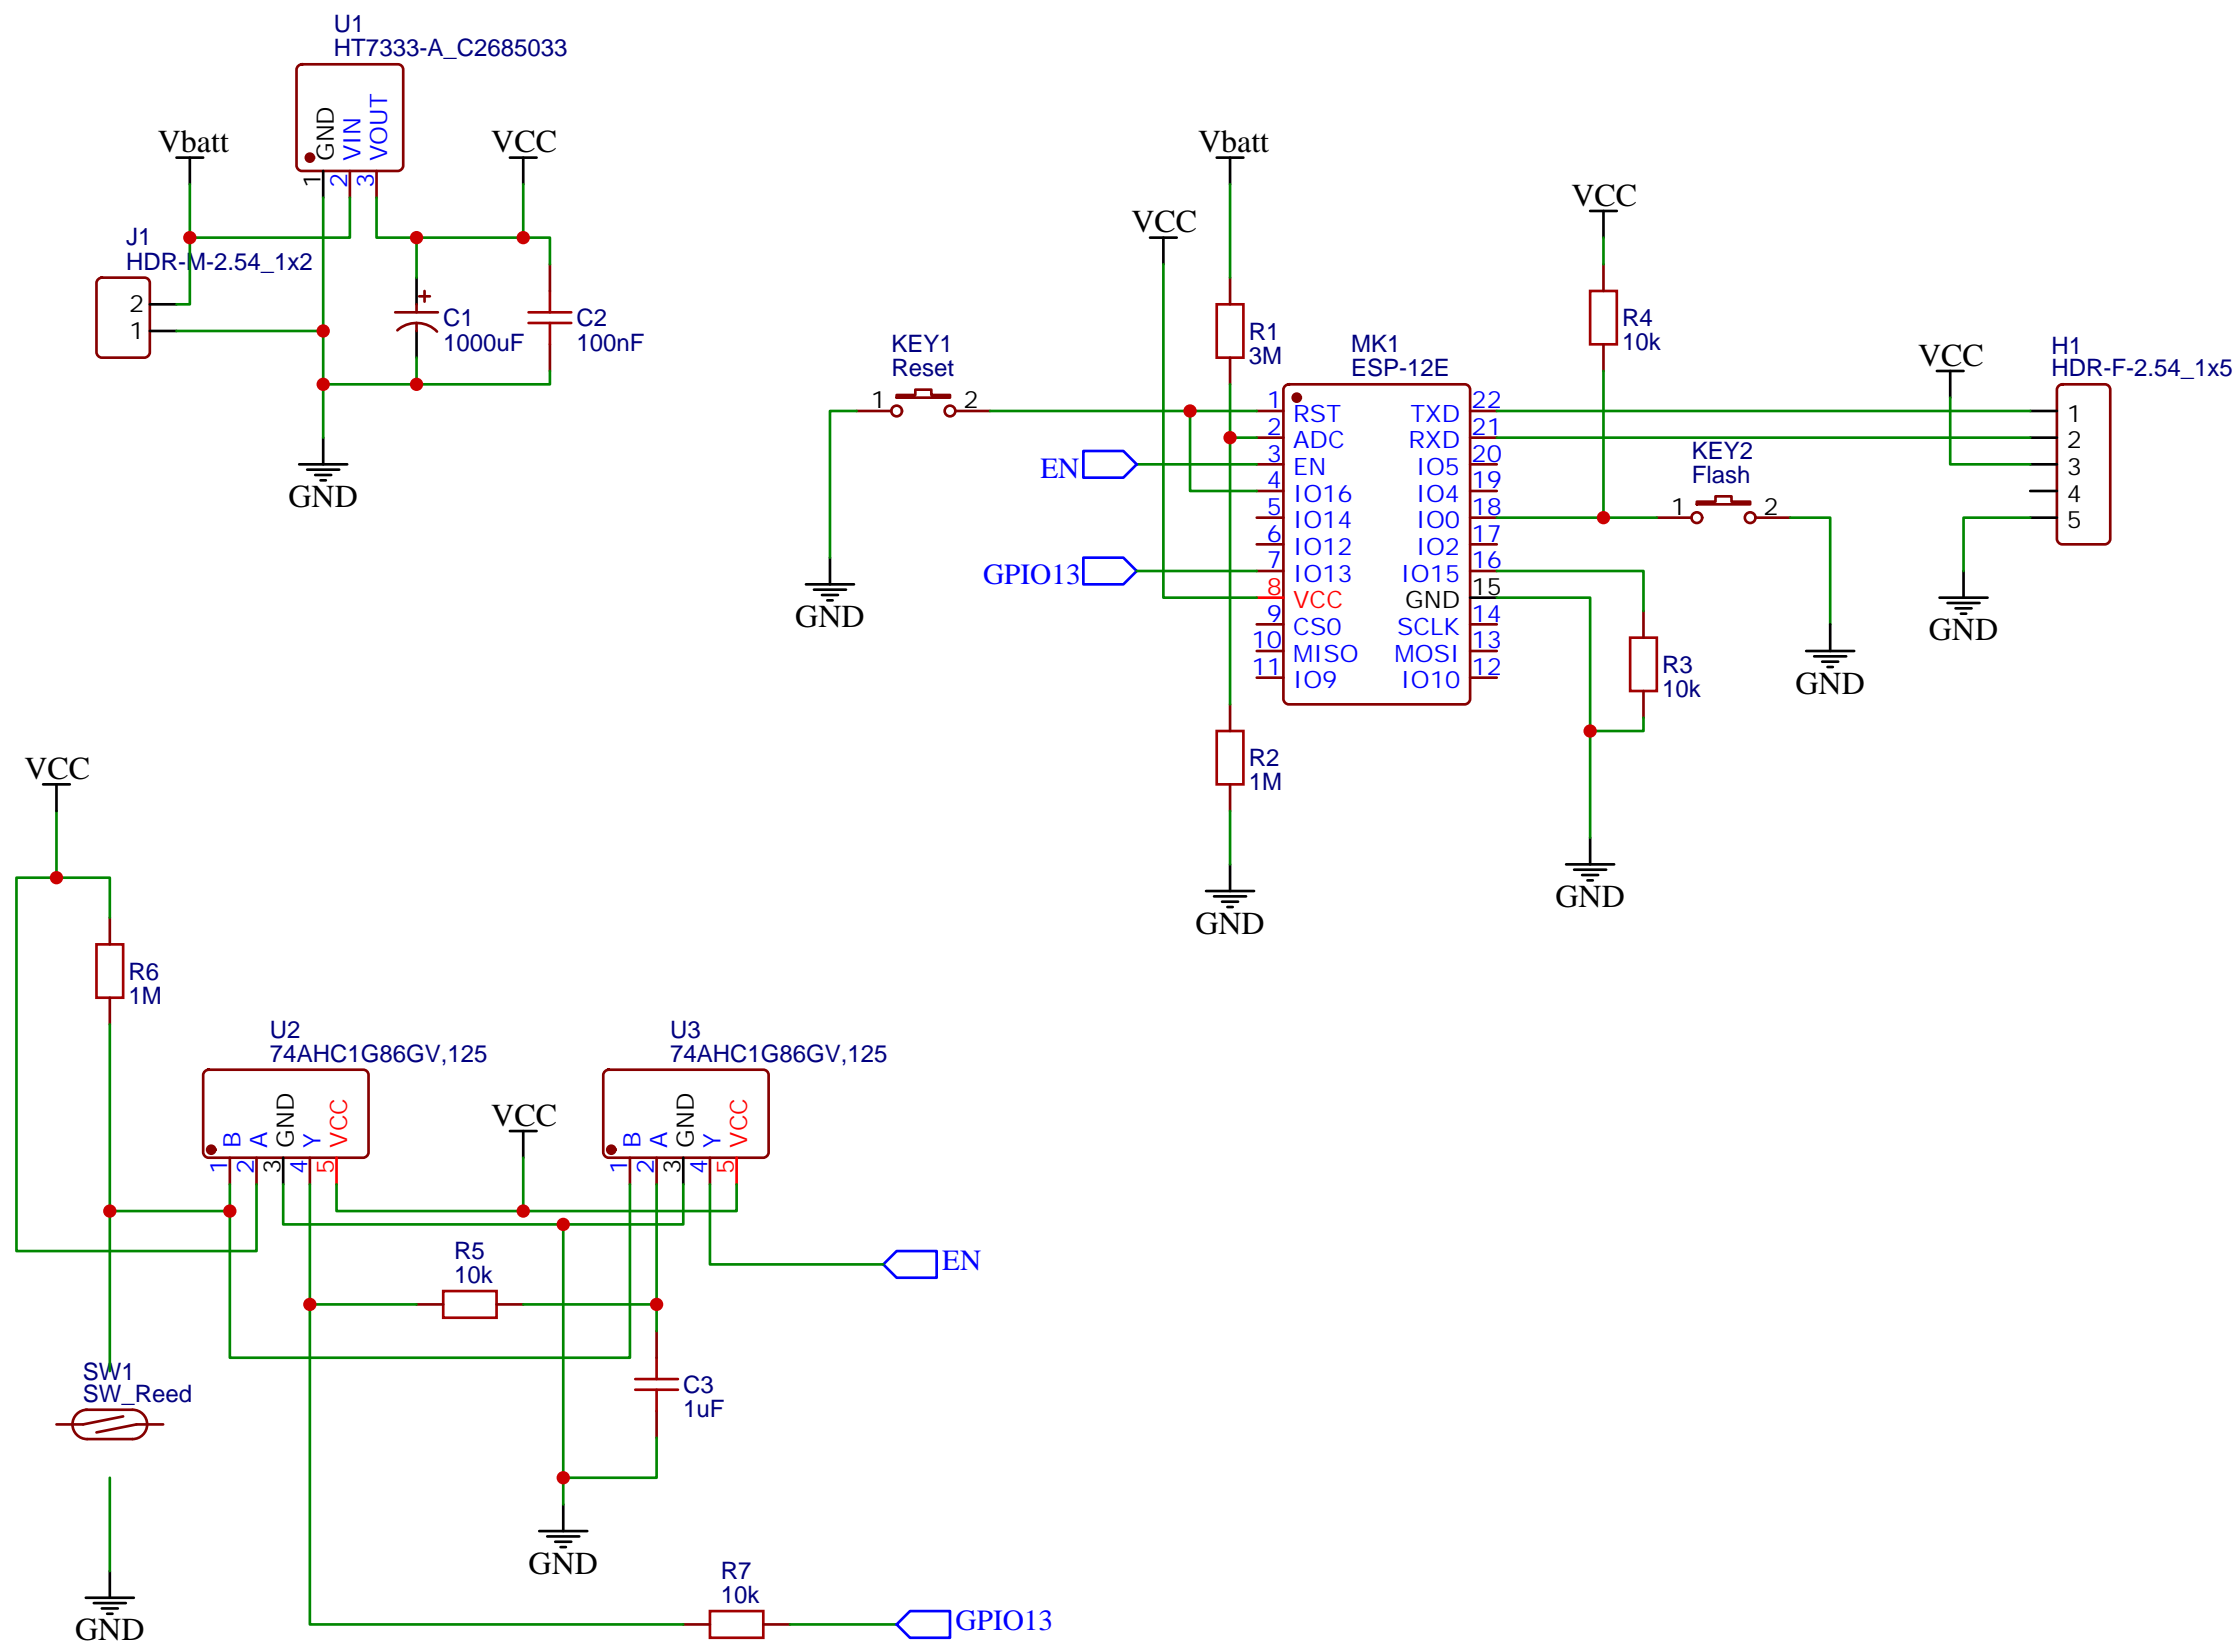 U1
HT7333-A_C2685033
GND
VIN
VOUT
1
2
3
Vbatt
VCC
J1
HDR-M-2.54_1x2
2
1
+
C1
1000uF
C2
100nF
GND
Vbatt
VCC
R1
3M
KEY1
Reset
1
2
GND
EN
GPIO13
MK1
ESP-12E
1 RST
2 ADC
3 EN
4 IO16
5 IO14
6 IO12
7 IO13
8 VCC
9 CS0
10 MISO
11 IO9
TXD 22
RXD 21
IO5 20
IO4 19
IO0 18
IO2 17
IO15 16
GND 15
SCLK 14
MOSI 13
IO10 12
R2
1M
GND
VCC
R4
10k
KEY2
Flash
1
2
GND
R3
10k
GND
VCC
H1
HDR-F-2.54_1x5
1
2
3
4
5
GND
VCC
R6
1M
U2
74AHC1G86GV,125
B
A
GND
Y
VCC
1
2
3
4
5
VCC
U3
74AHC1G86GV,125
B
A
GND
Y
VCC
1
2
3
4
5
R5
10k
EN
SW1
SW_Reed
C3
1uF
GND
GND
R7
10k
GPIO13